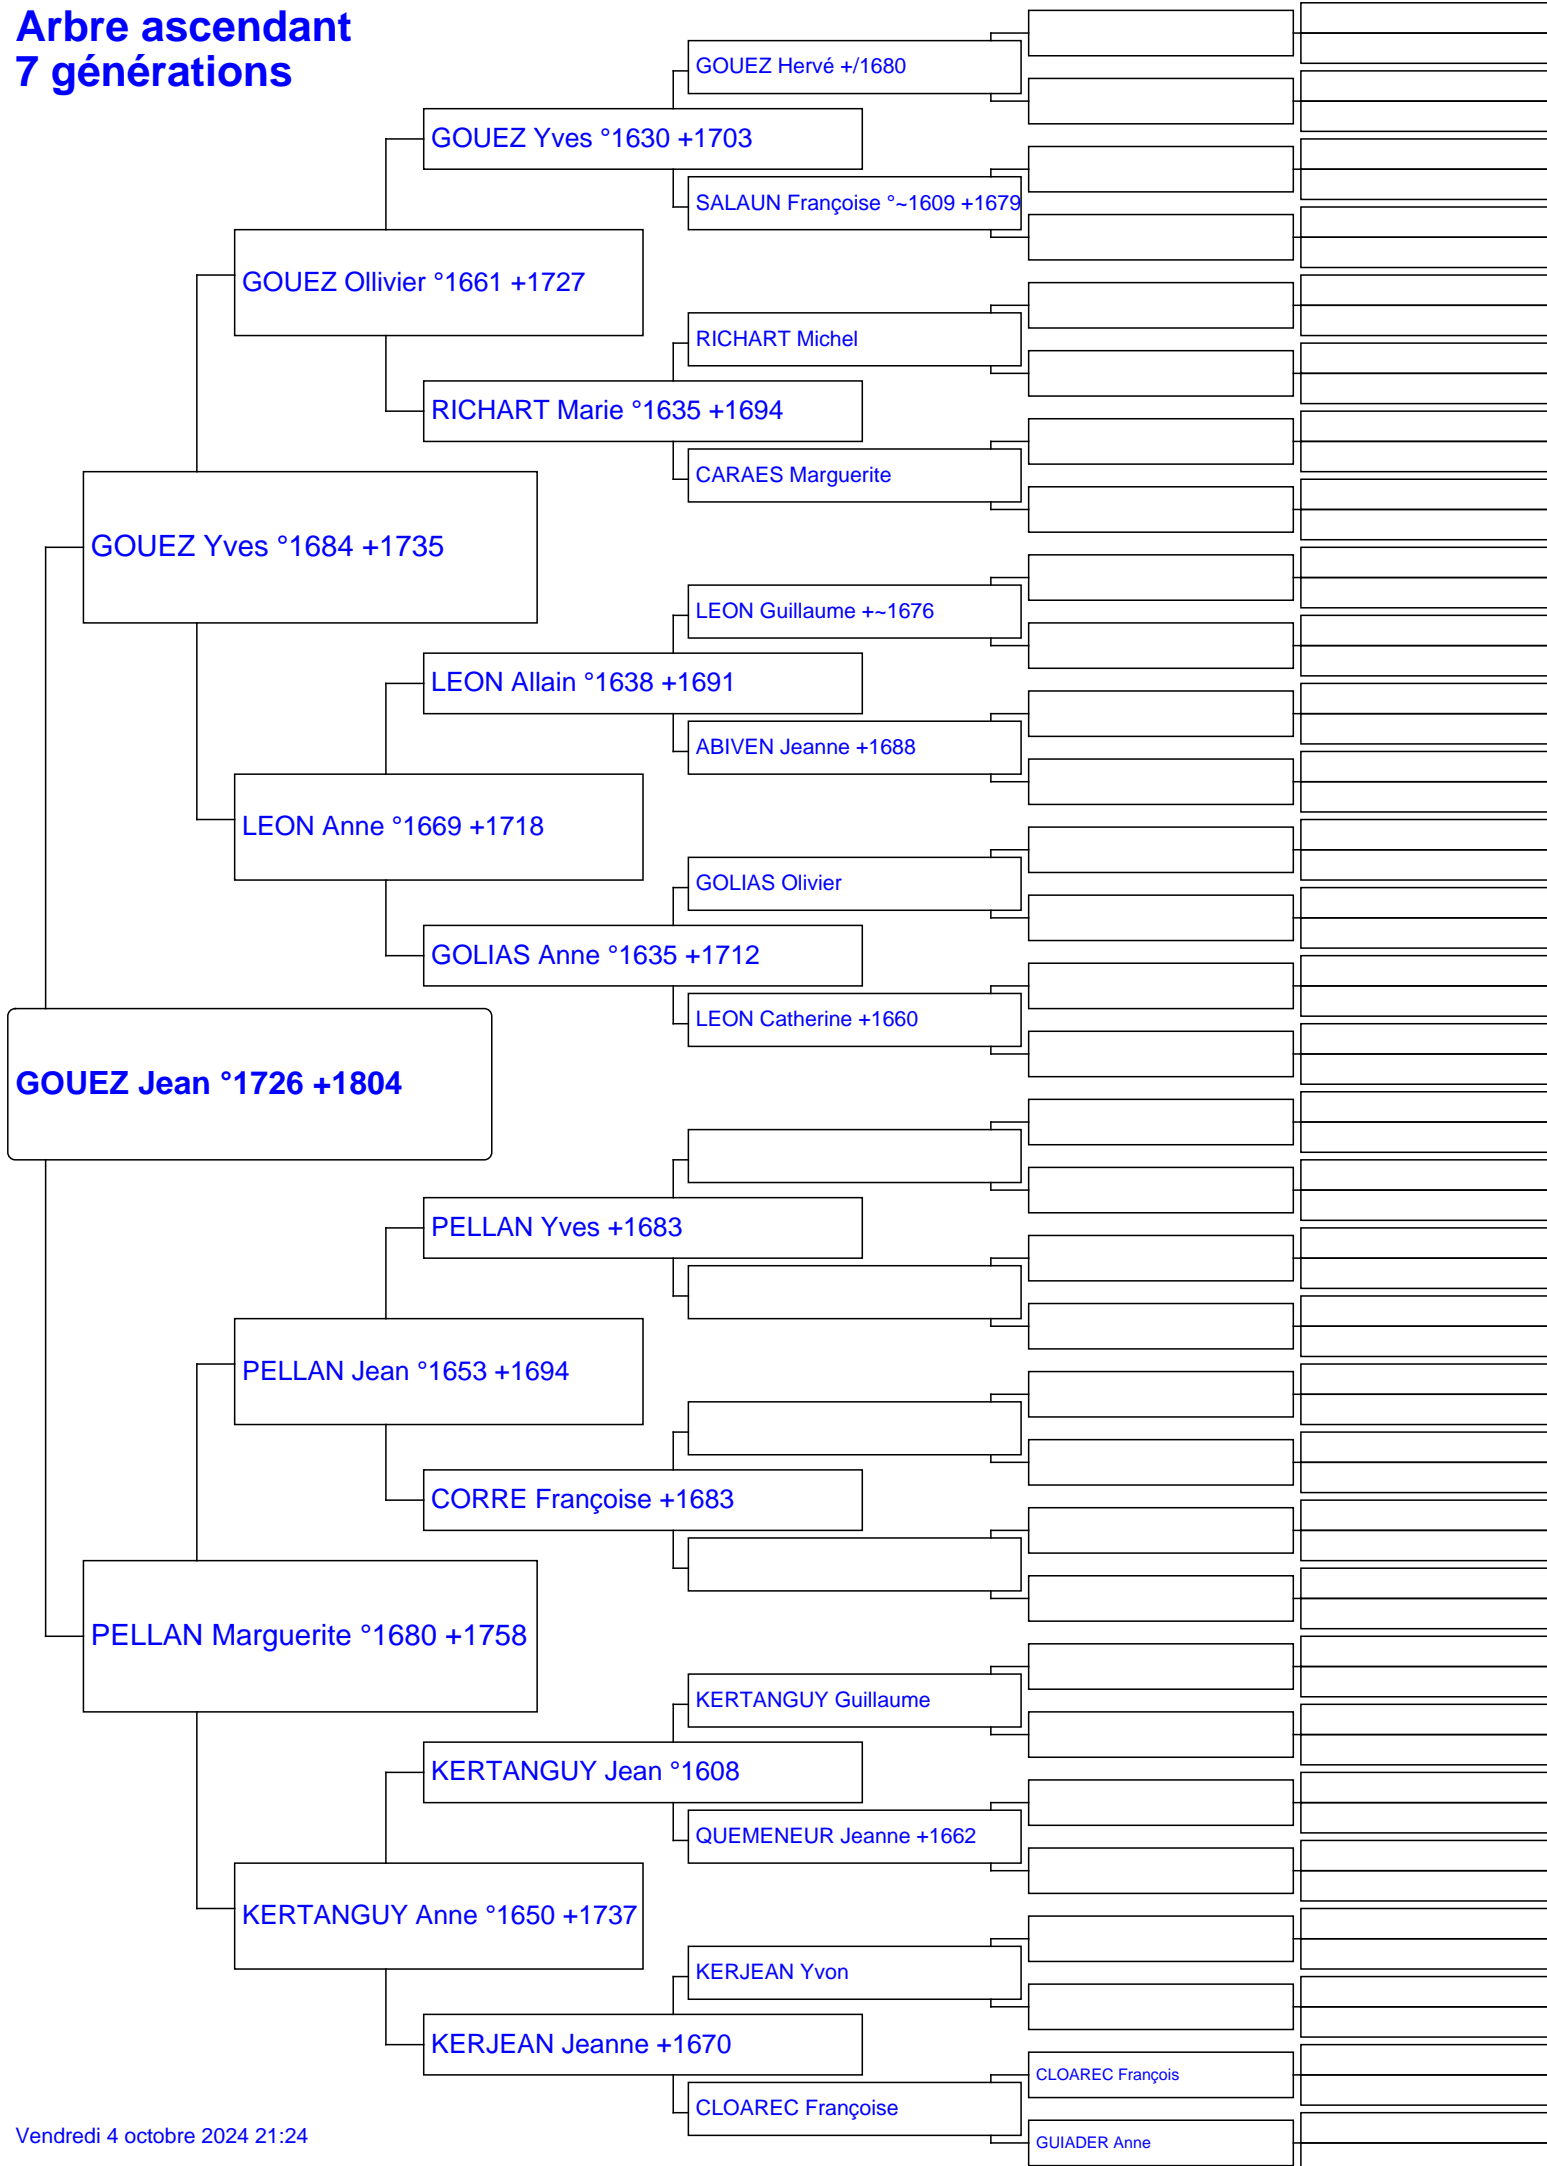 Arbre ascendant
7 générations
GOUEZ Hervé +/1680
GOUEZ Yves °1630 +1703
SALAUN Françoise °~1609 +1679
GOUEZ Ollivier °1661 +1727
RICHART Michel
RICHART Marie °1635 +1694
CARAES Marguerite
GOUEZ Yves °1684 +1735
LEON Guillaume +~1676
LEON Allain °1638 +1691
ABIVEN Jeanne +1688
LEON Anne °1669 +1718
GOLIAS Olivier
GOLIAS Anne °1635 +1712
LEON Catherine +1660
GOUEZ Jean °1726 +1804
PELLAN Yves +1683
PELLAN Jean °1653 +1694
CORRE Françoise +1683
PELLAN Marguerite °1680 +1758
KERTANGUY Guillaume
KERTANGUY Jean °1608
QUEMENEUR Jeanne +1662
KERTANGUY Anne °1650 +1737
KERJEAN Yvon
KERJEAN Jeanne +1670
CLOAREC François
CLOAREC Françoise
GUIADER Anne
Vendredi 4 octobre 2024 21:24